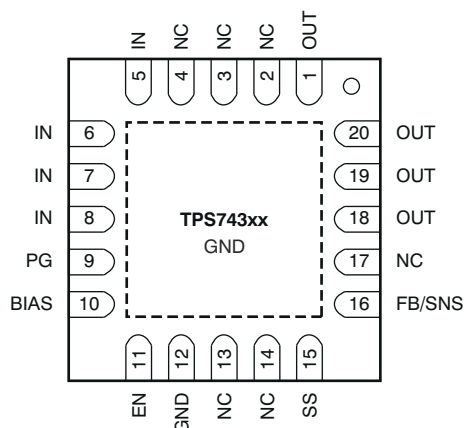 IN
NC
NC
NC
OUT
5
4
3
2
1
IN 6
20 OUT
IN 7
19 OUT
IN 8
TPS743xx
18 OUT
GND
PG 9
17 NC
BIAS 10
16 FB/SNS
11
12
13
14
15
EN
GND
NC
NC
SS